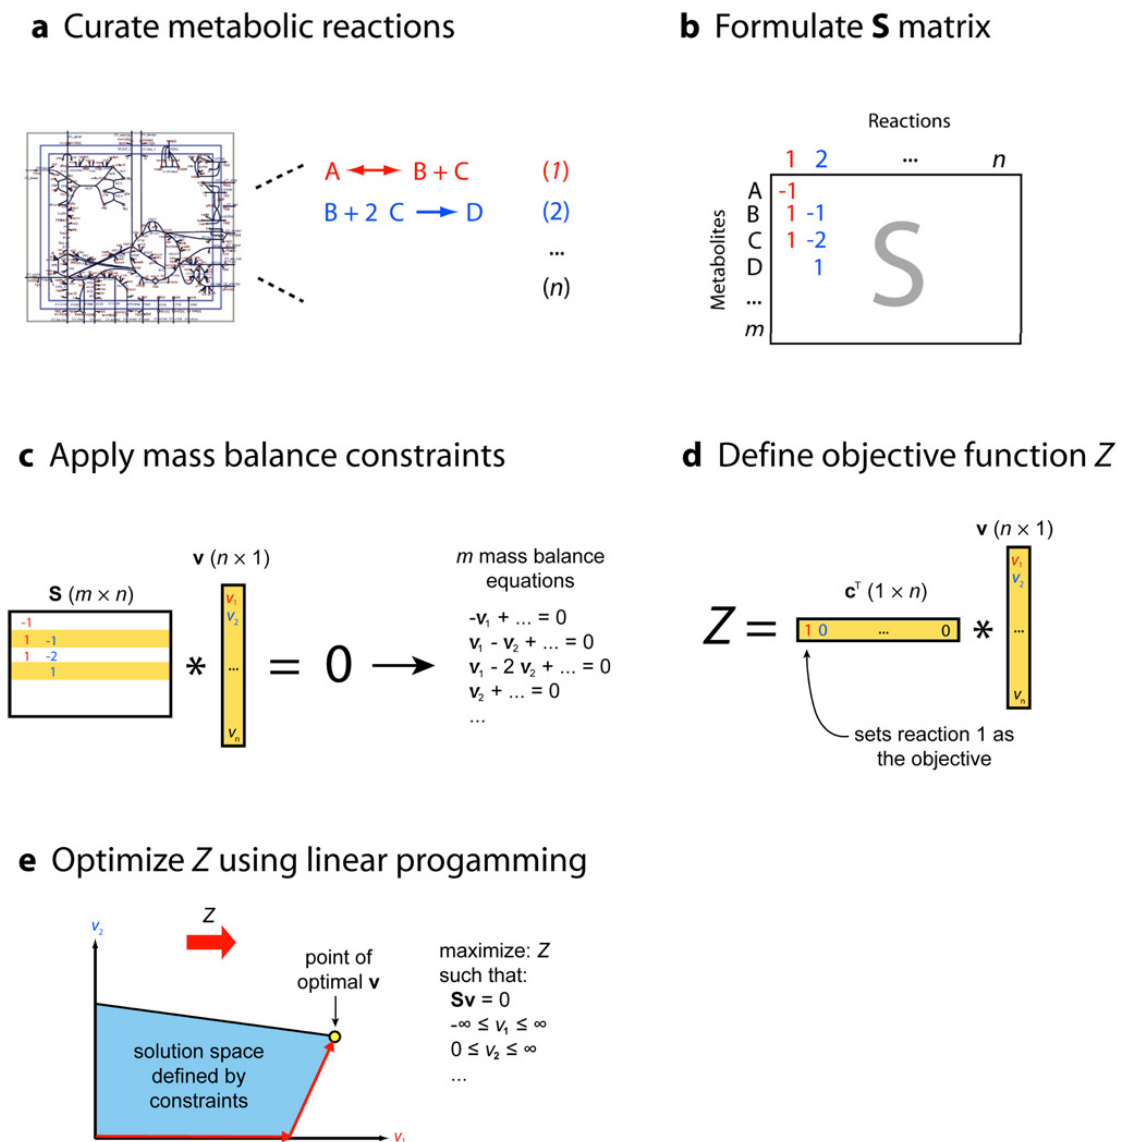 a Curate metabolic reactions
A ⟷ B + C (1)
B + 2 C ⟶ D (2)
...
(n)
b Formulate S matrix
Reactions
1 2 ... n
Metabolites
A -1
B 1 -1
C 1 -2
D 1
...
m
S
c Apply mass balance constraints
S (m × n)
-1
1 -1
1 -2
1
*
v (n × 1)
v₁
v₂
...
vₙ
= 0 →
m mass balance
equations
-v₁ + ... = 0
v₁ - v₂ + ... = 0
v₁ - 2 v₂ + ... = 0
v₂ + ... = 0
...
d Define objective function Z
Z =
cᵀ (1 × n)
1 0 ... 0
*
v (n × 1)
v₁
v₂
...
vₙ
sets reaction 1 as
the objective
e Optimize Z using linear progamming
v₂
Z
point of
optimal v
solution space
defined by
constraints
v₁
maximize: Z
such that:
Sv = 0
-∞ ≤ v₁ ≤ ∞
0 ≤ v₂ ≤ ∞
...